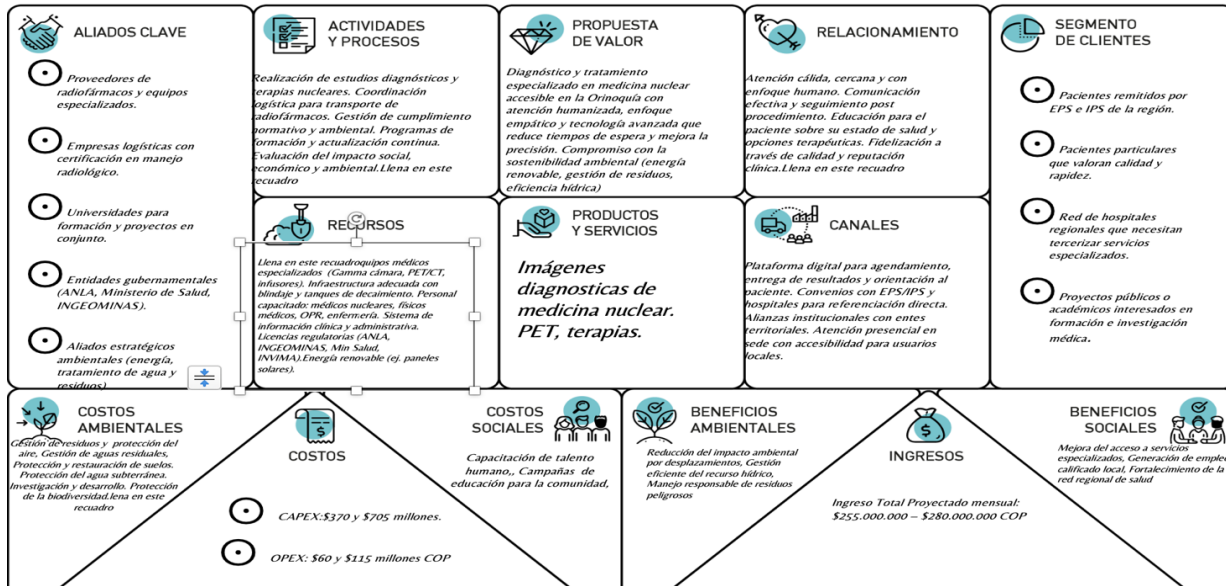 ALIADOS CLAVE
Proveedores de
radiofármacos y equipos
especializados.
Empresas logísticas con
certificación en manejo
radiológico.
Universidades para
formación y proyectos en
conjunto.
Entidades gubernamentales
(ANLA, Ministerio de Salud,
INGEOMINAS).
Aliados estratégicos
ambientales (energía,
tratamiento de agua y
residuos)
ACTIVIDADES
Y PROCESOS
Realización de estudios diagnósticos y
terapias nucleares. Coordinación
logística para transporte de
radiofármacos. Gestión de cumplimiento
normativo y ambiental. Programas de
formación y actualización continua.
Evaluación del impacto social,
económico y ambiental.Llena en este
recuadro
RECURSOS
Llena en este recuadroquipos médicos
especializados (Gamma cámara, PET/CT,
infusores). Infraestructura adecuada con
blindaje y tanques de decaimiento. Personal
capacitado: médicos nucleares, físicos
médicos, OPR, enfermería. Sistema de
información clínica y administrativa.
Licencias regulatorias (ANLA,
INGEOMINAS, Min Salud,
INVIMA).Energía renovable (ej. paneles
solares).
PROPUESTA
DE VALOR
Diagnóstico y tratamiento
especializado en medicina nuclear
accesible en la Orinoquía con
atención humanizada, enfoque
empático y tecnología avanzada que
reduce tiempos de espera y mejora la
precisión. Compromiso con la
sostenibilidad ambiental (energía
renovable, gestión de residuos,
eficiencia hídrica)
PRODUCTOS
Y SERVICIOS
Imágenes
diagnosticas de
medicina nuclear.
PET, terapias.
RELACIONAMIENTO
Atención cálida, cercana y con
enfoque humano. Comunicación
efectiva y seguimiento post
procedimiento. Educación para el
paciente sobre su estado de salud y
opciones terapéuticas. Fidelización a
través de calidad y reputación
clínica.Llena en este recuadro
CANALES
Plataforma digital para agendamiento,
entrega de resultados y orientación al
paciente. Convenios con EPS/IPS y
hospitales para referenciación directa.
Alianzas institucionales con entes
territoriales. Atención presencial en
sede con accesibilidad para usuarios
locales.
SEGMENTO
DE CLIENTES
Pacientes remitidos por
EPS e IPS de la región.
Pacientes particulares
que valoran calidad y
rapidez.
Red de hospitales
regionales que necesitan
tercerizar servicios
especializados.
Proyectos públicos o
académicos interesados en
formación e investigación
médica.
COSTOS
AMBIENTALES
Gestión de residuos y protección del
aire, Gestión de aguas residuales,
Protección y restauración de suelos.
Protección del agua subterránea.
Investigación y desarrollo. Protección
de la biodiversidad.lena en este
recuadro
COSTOS
CAPEX:$370 y $705 millones.
OPEX: $60 y $115 millones COP
COSTOS
SOCIALES
Capacitación de talento
humano,, Campañas de
educación para la comunidad,
BENEFICIOS
AMBIENTALES
Reducción del impacto ambiental
por desplazamientos, Gestión
eficiente del recurso hídrico,
Manejo responsable de residuos
peligrosos
INGRESOS
Ingreso Total Proyectado mensual:
$255.000.000 – $280.000.000 COP
BENEFICIOS
SOCIALES
Mejora del acceso a servicios
especializados, Generación de empleo
calificado local, Fortalecimiento de la
red regional de salud